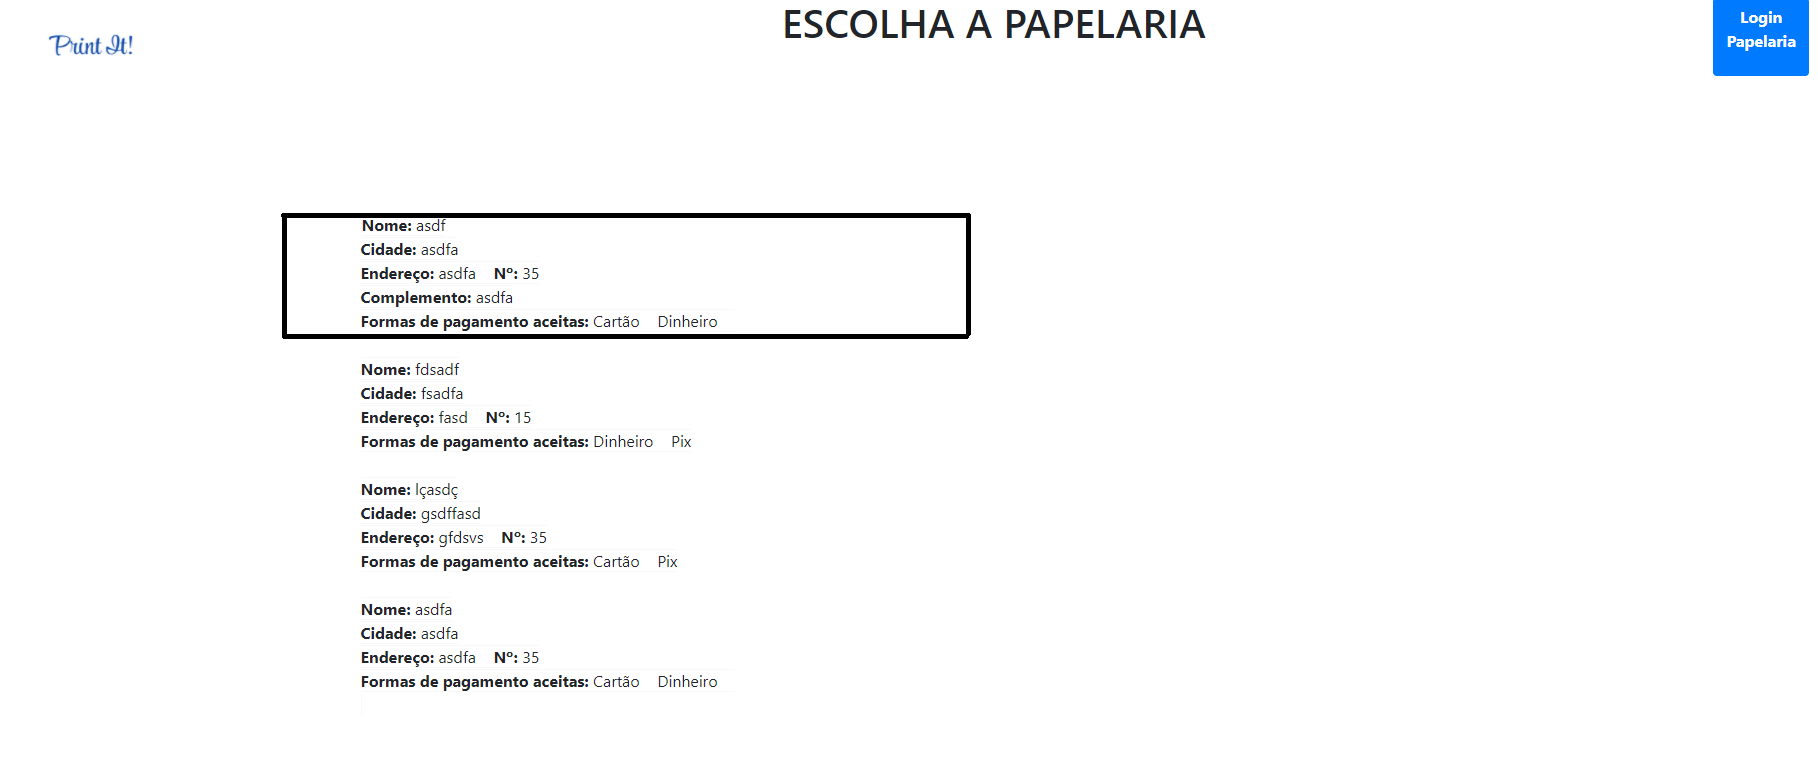 Print It!
ESCOLHA A PAPELARIA
Login
Papelaria
Nome: asdf
Cidade: asdfa
Endereço: asdfa Nº: 35
Complemento: asdfa
Formas de pagamento aceitas: Cartão Dinheiro
Nome: fdsadf
Cidade: fsadfa
Endereço: fasd Nº: 15
Formas de pagamento aceitas: Dinheiro Pix
Nome: lçasdç
Cidade: gsdffasd
Endereço: gfdsvs Nº: 35
Formas de pagamento aceitas: Cartão Pix
Nome: asdfa
Cidade: asdfa
Endereço: asdfa Nº: 35
Formas de pagamento aceitas: Cartão Dinheiro